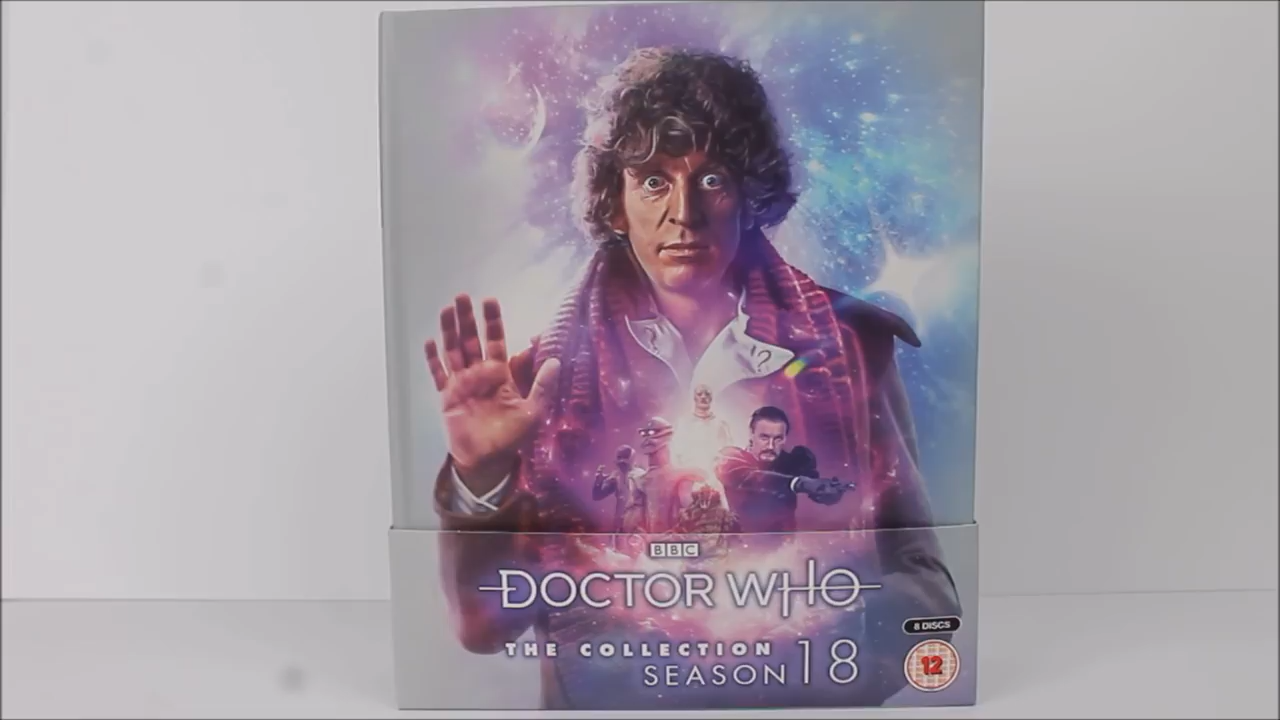 ?
BBC
DOCTOR WHO
8 DISCS
THE COLLECTION
SEASON 18
12